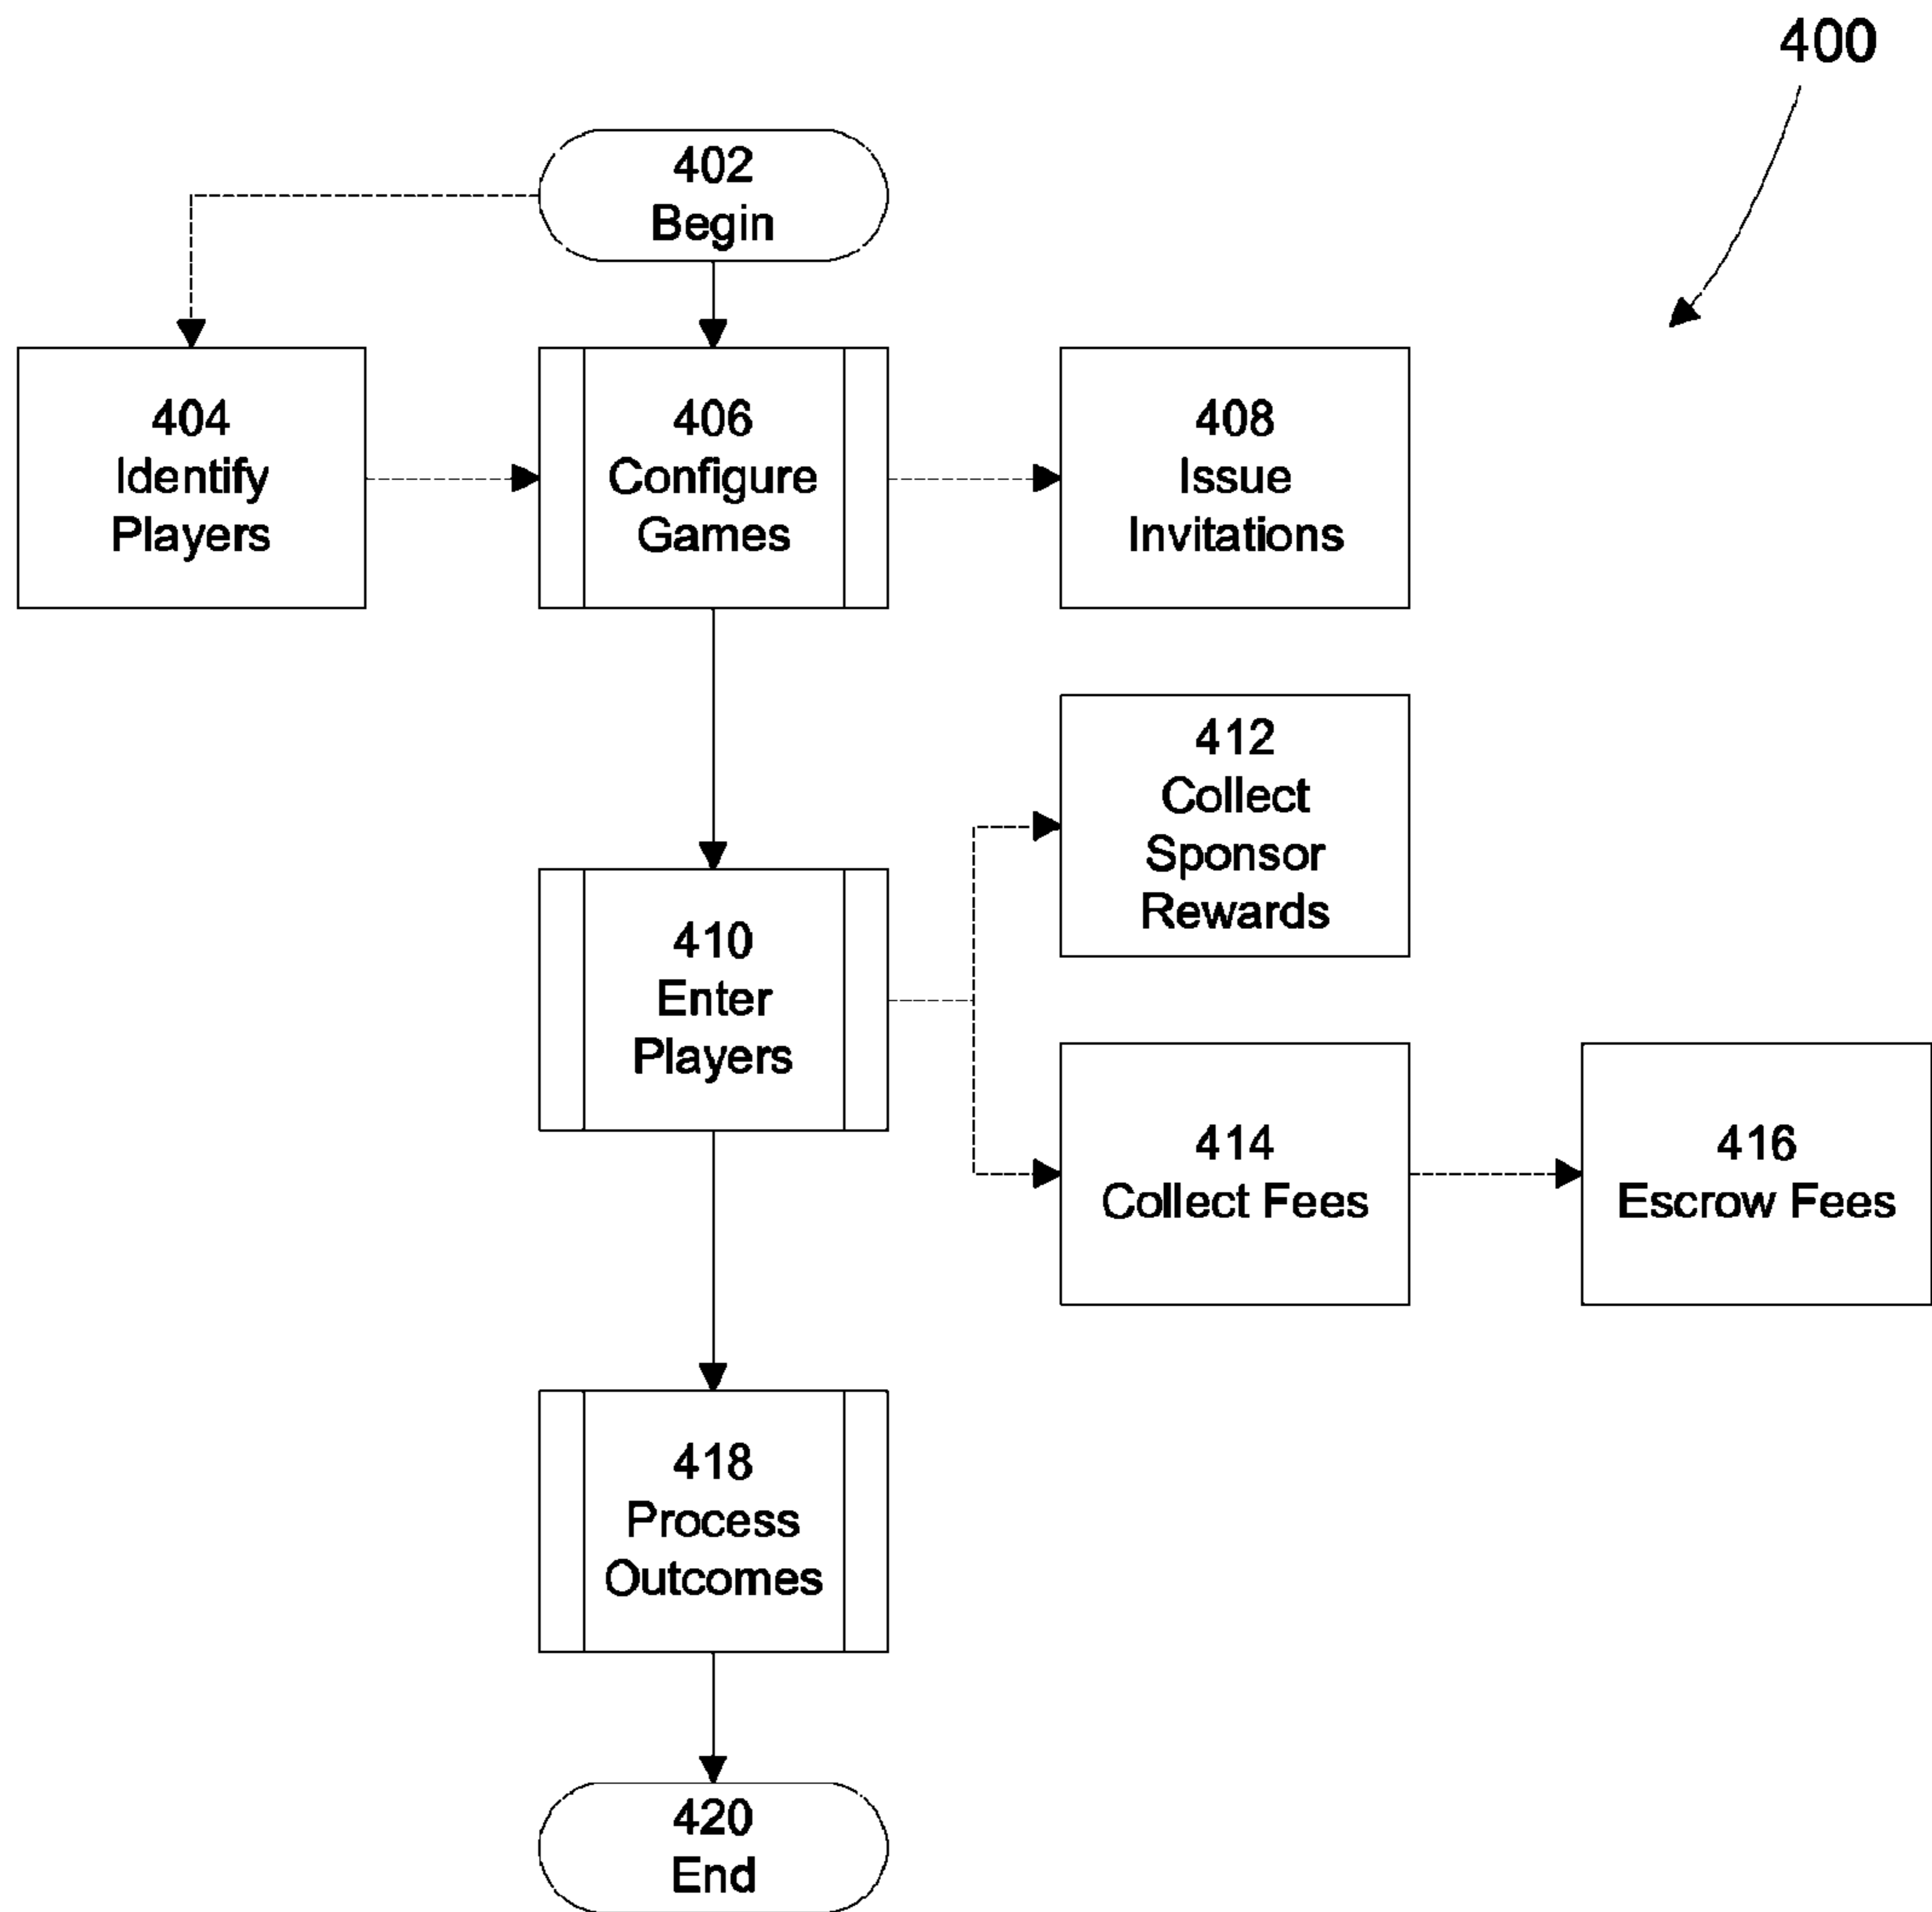 400
402
Begin
404
Identify
Players
406
Configure
Games
408
Issue
Invitations
412
Collect
Sponsor
Rewards
410
Enter
Players
414
Collect Fees
416
Escrow Fees
418
Process
Outcomes
420
End